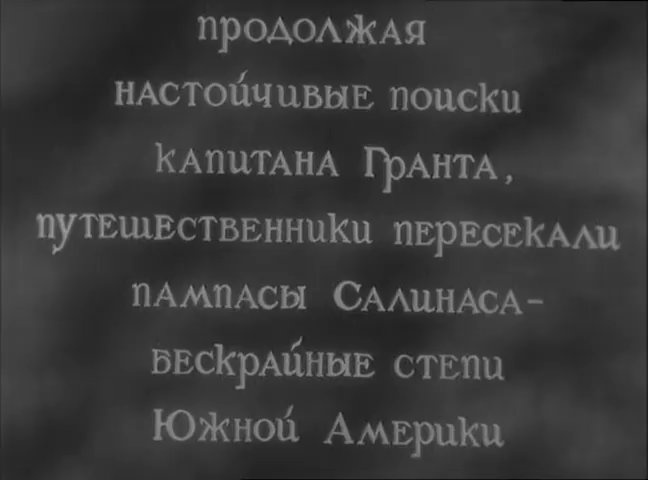 продолжая
настойчивые поиски
капитана Гранта,
путешественники пересекали
пампасы Салинаса-
бескрайные степи
Южной Америки